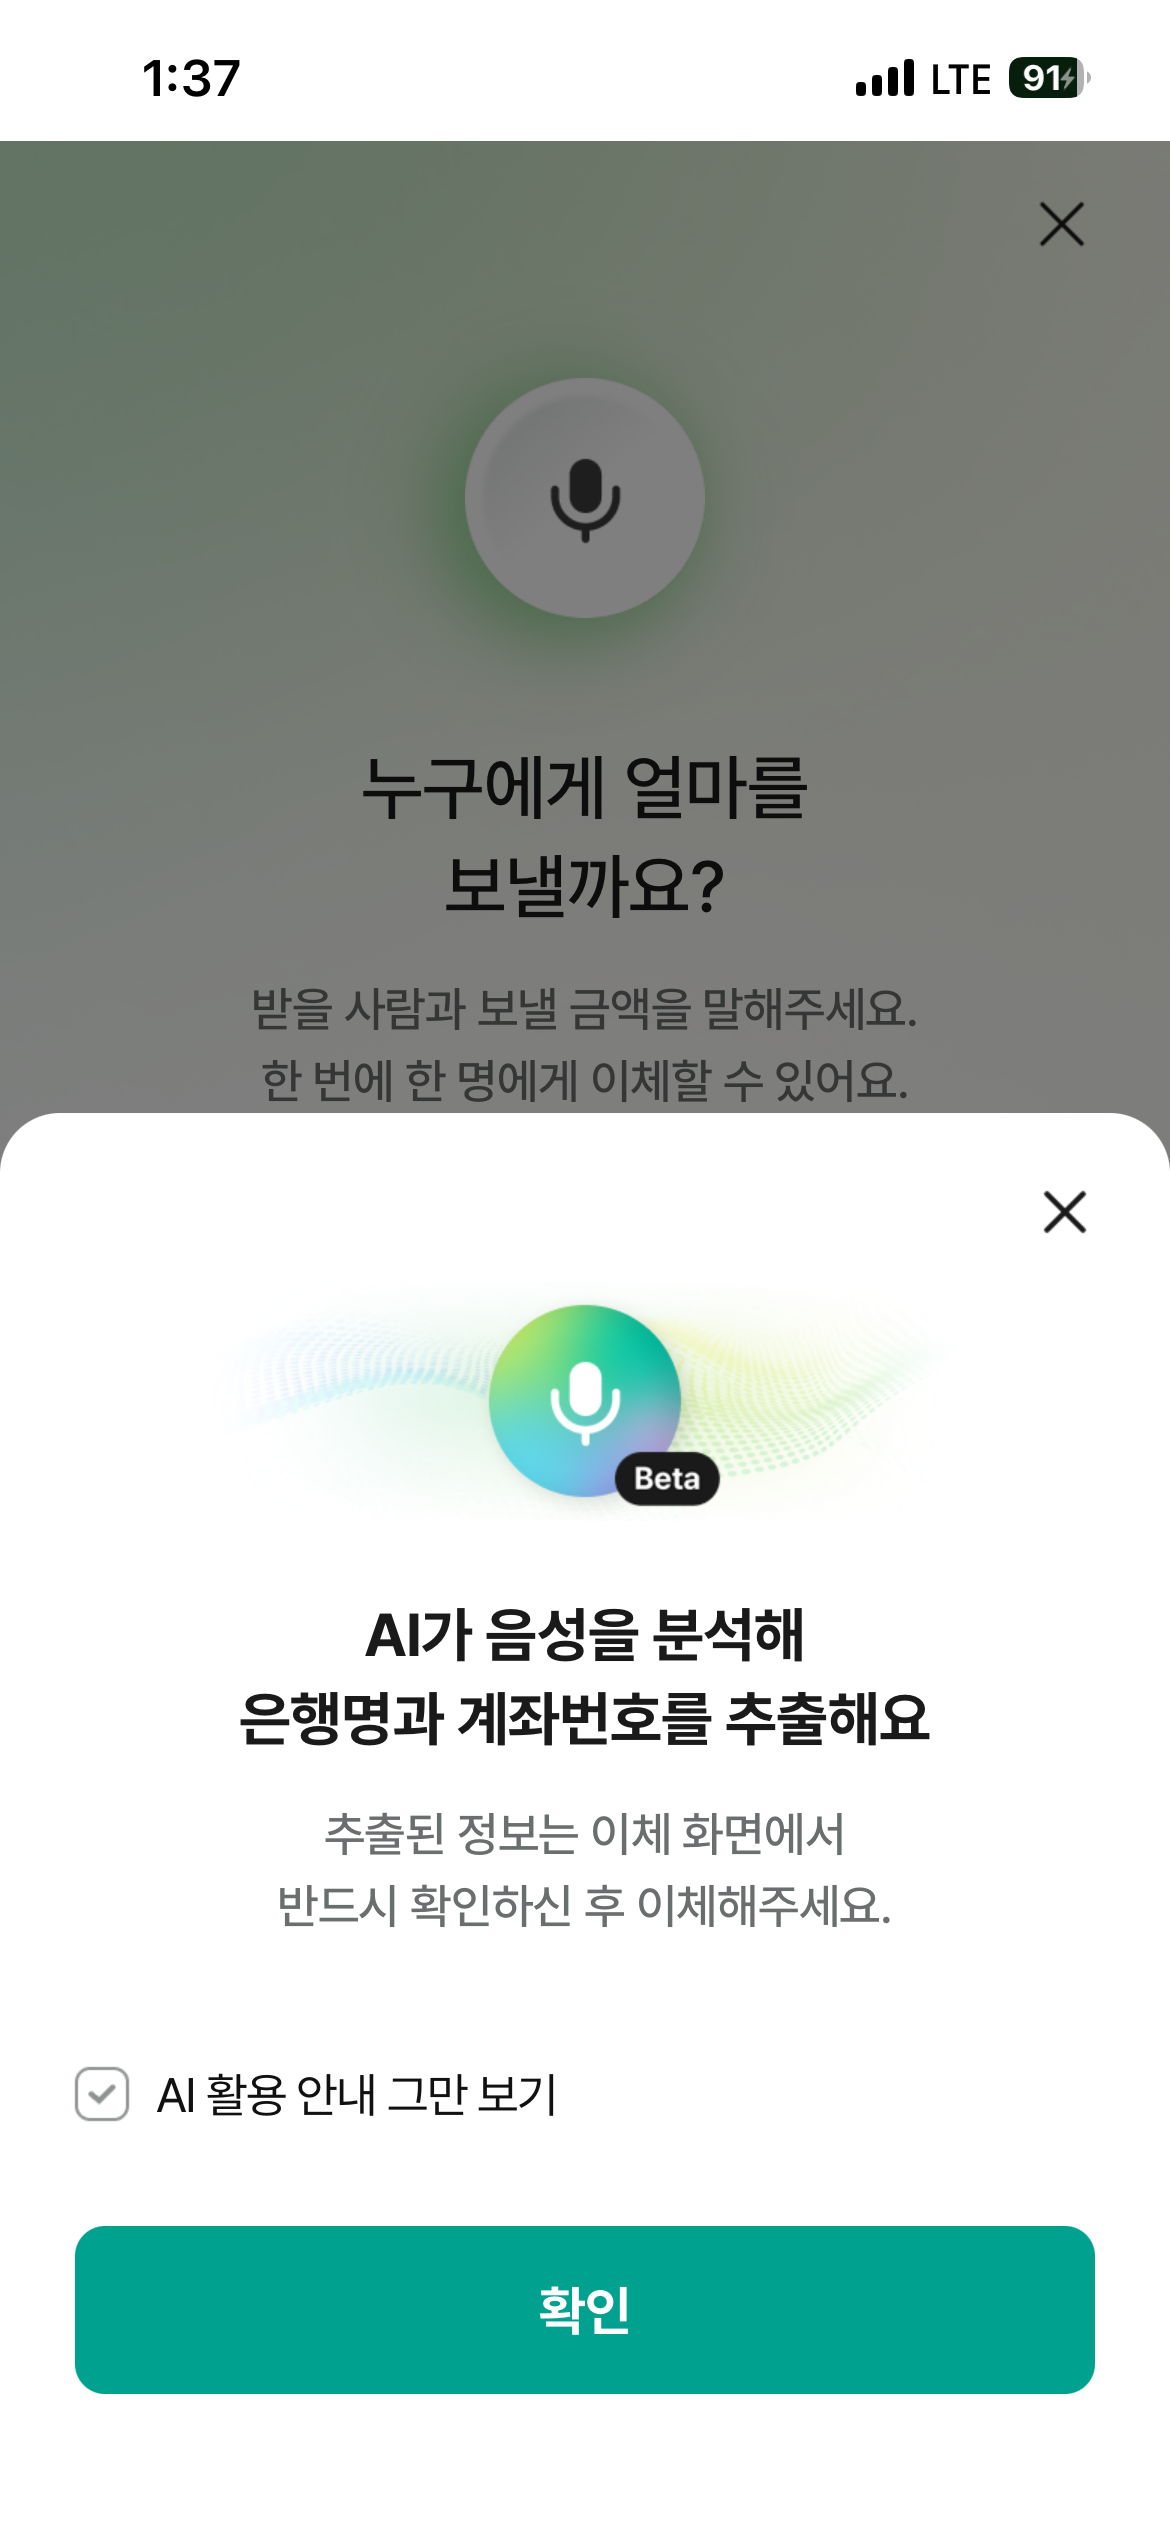 1:37
LTE 91
누구에게 얼마를
보낼까요?
받을 사람과 보낼 금액을 말해주세요.
한 번에 한 명에게 이체할 수 있어요.
Beta
AI가 음성을 분석해
은행명과 계좌번호를 추출해요
추출된 정보는 이체 화면에서
반드시 확인하신 후 이체해주세요.
AI 활용 안내 그만 보기
확인